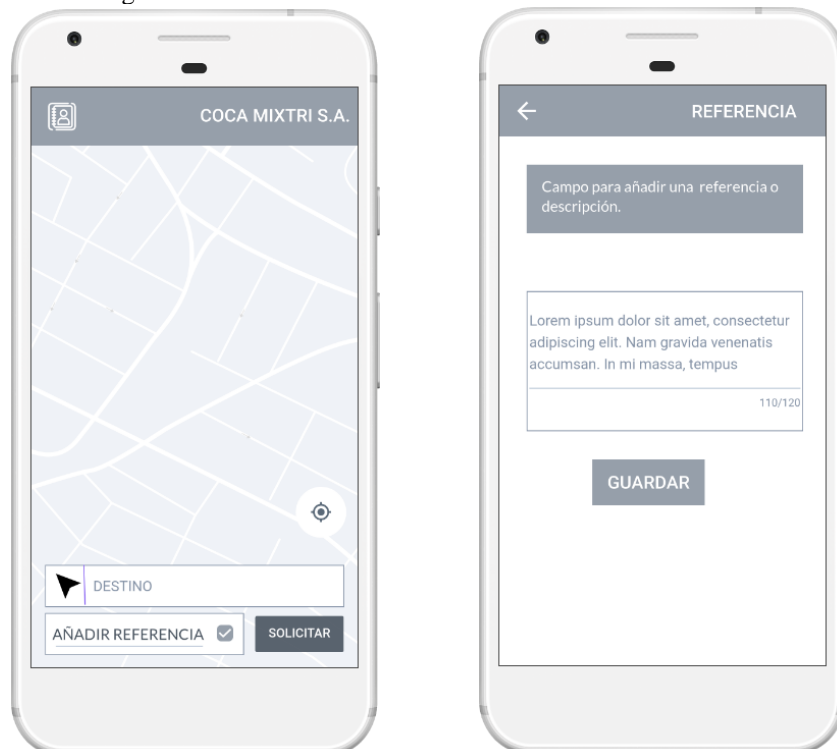 COCA MIXTRI S.A.
DESTINO
AÑADIR REFERENCIA
SOLICITAR
REFERENCIA
Campo para añadir una referencia o
descripción.
Lorem ipsum dolor sit amet, consectetur
adipiscing elit. Nam gravida venenatis
accumsan. In mi massa, tempus
110/120
GUARDAR